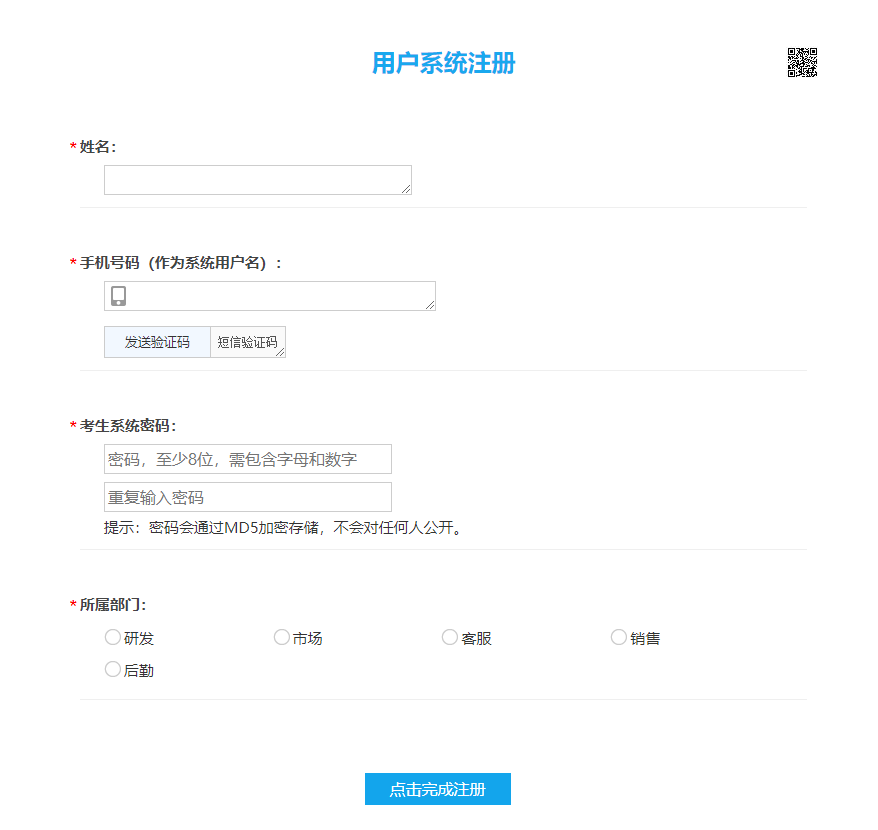 用户系统注册
*姓名：
*手机号码（作为系统用户名）：
发送验证码 短信验证码
*考生系统密码：
密码，至少8位，需包含字母和数字
重复输入密码
提示：密码会通过MD5加密存储，不会对任何人公开。
*所属部门：
研发 市场 客服 销售
后勤
点击完成注册